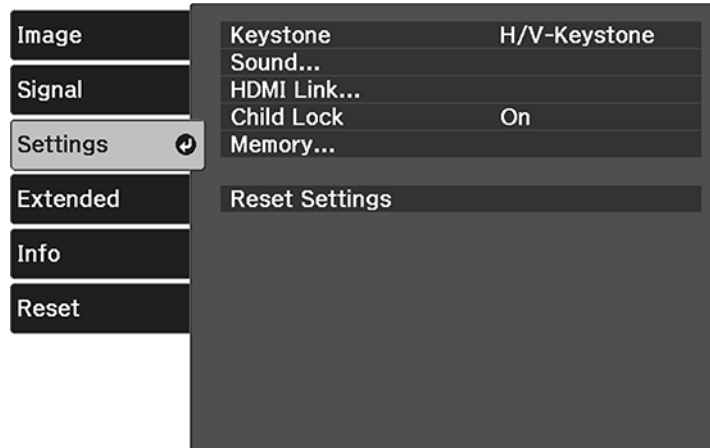 Image
Signal
Settings
Extended
Info
Reset
Keystone H/V-Keystone
Sound...
HDMI Link...
Child Lock On
Memory...
Reset Settings